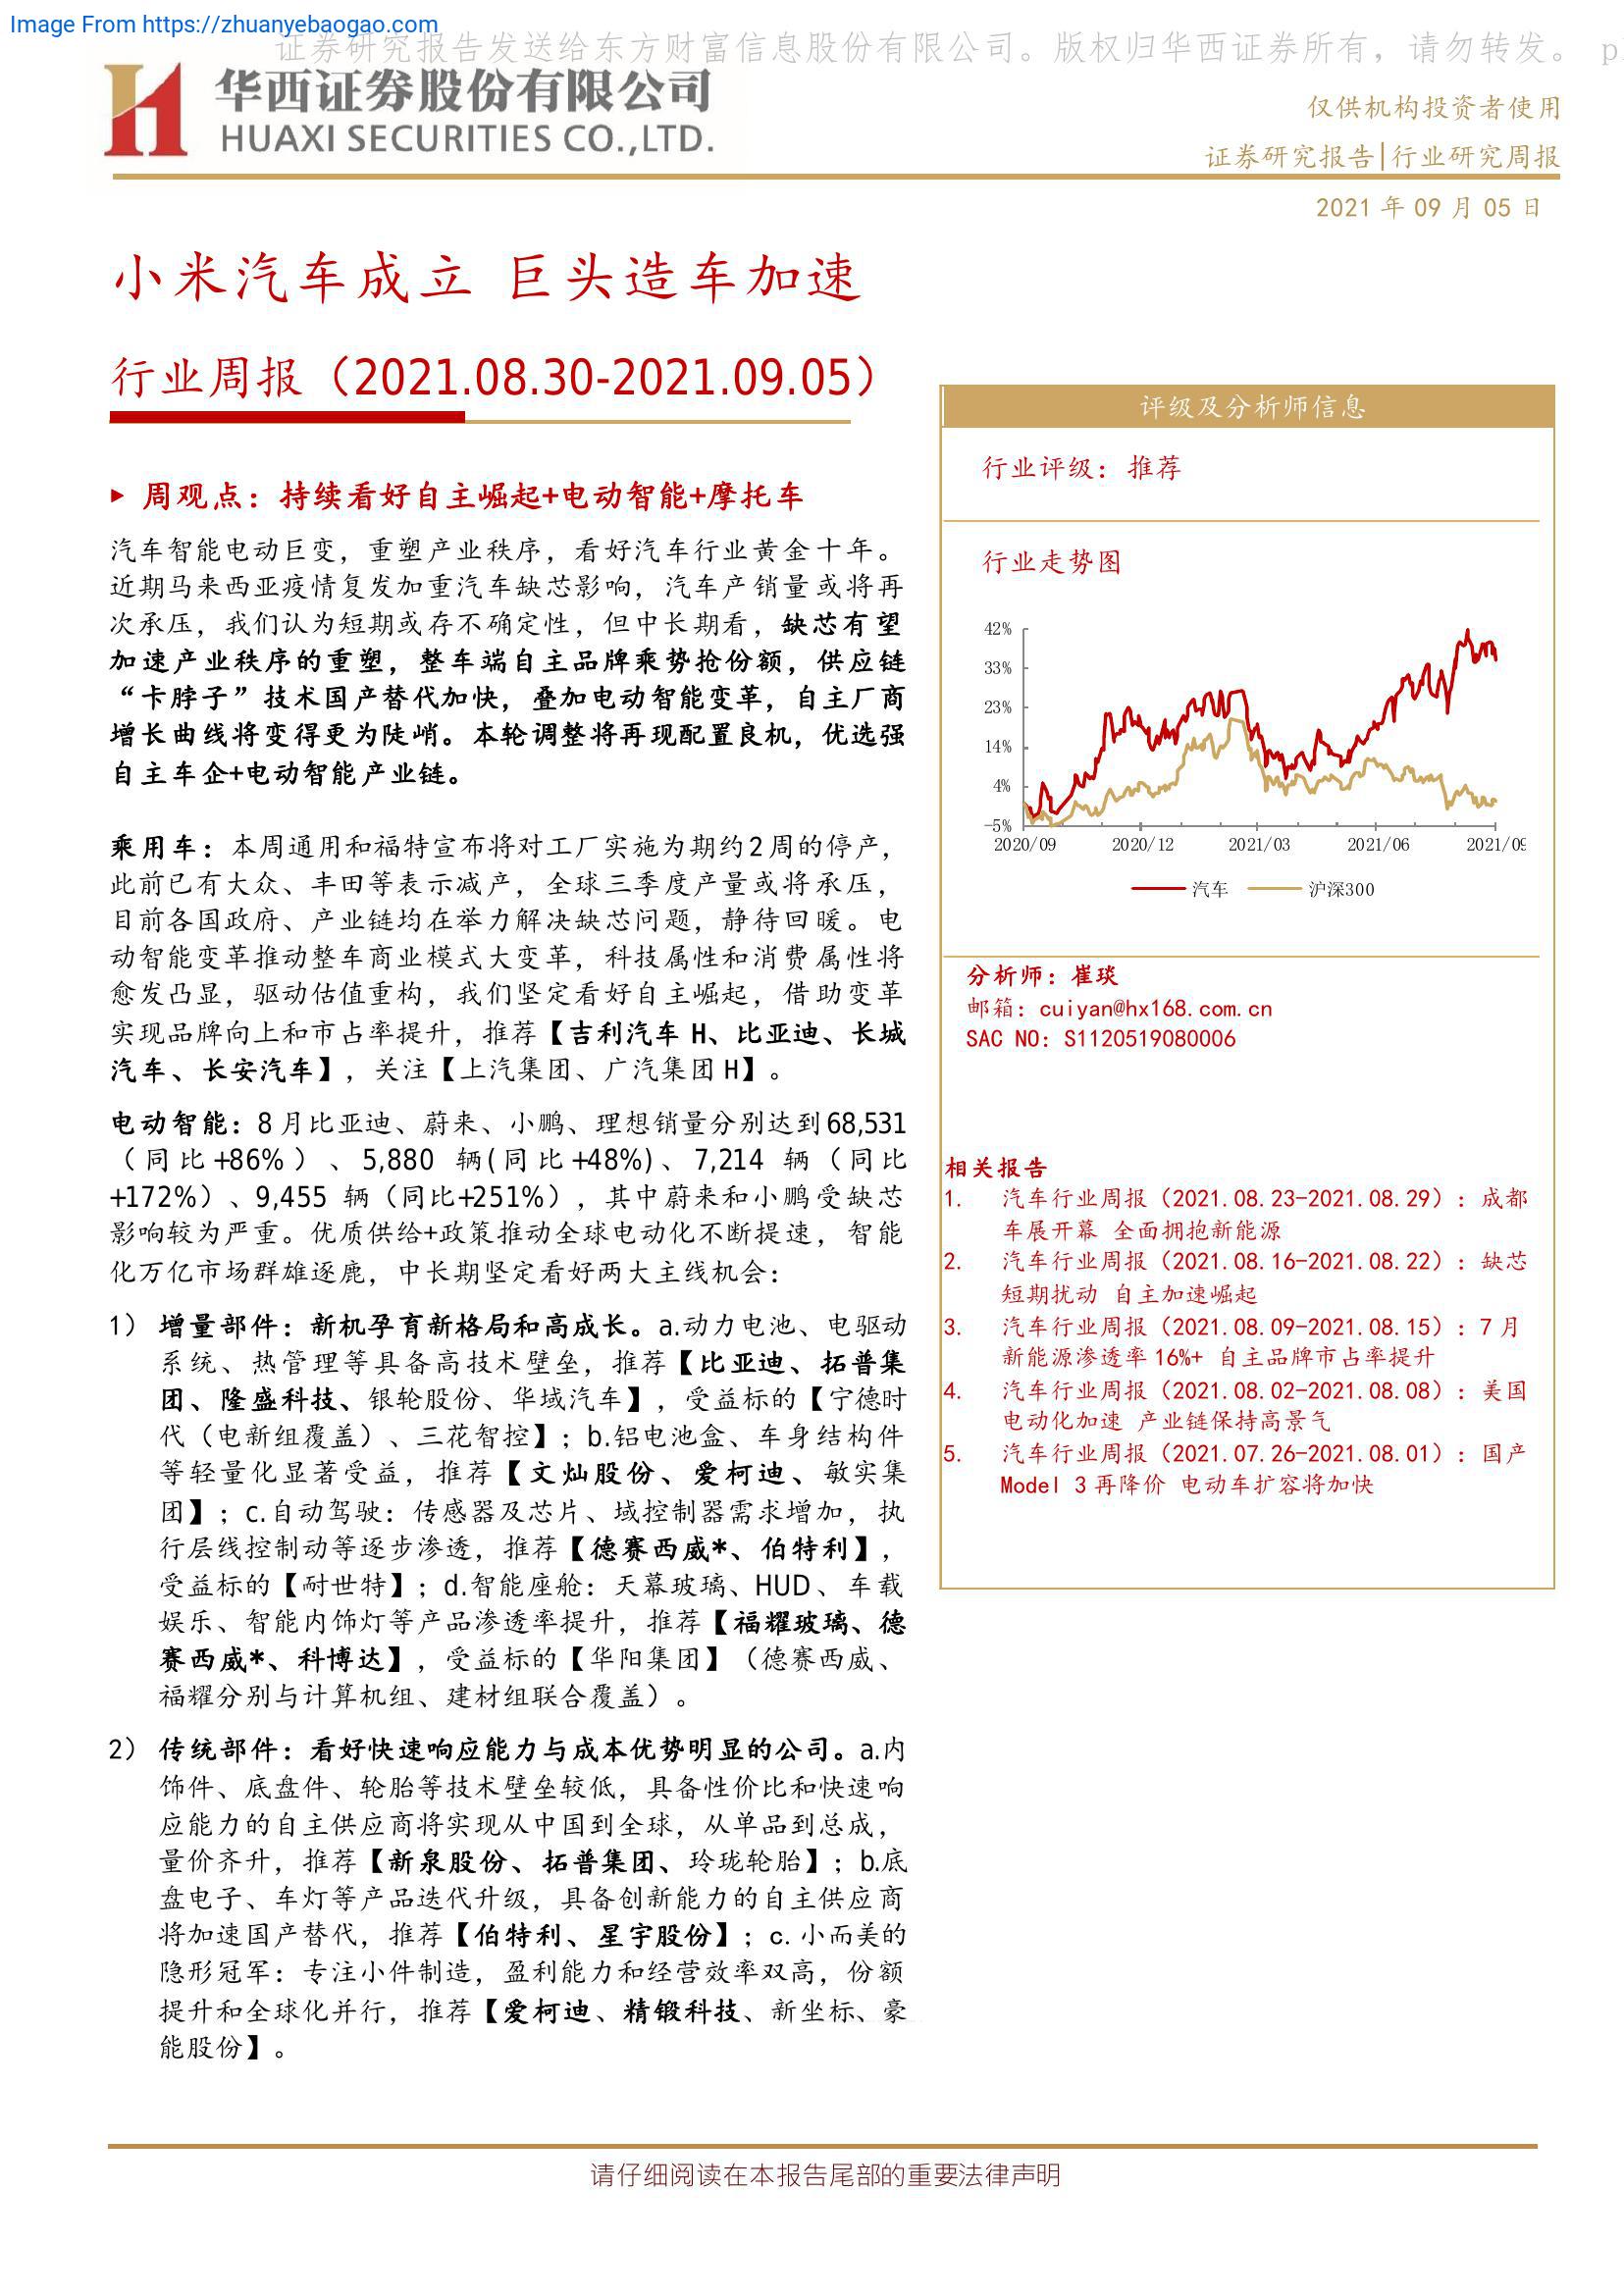 Image From https://zhuanyebaogao.com
证券研究报告发送给东方财富信息股份有限公司。版权归华西证券所有，请勿转发。 p
华西证券股份有限公司
HUAXI SECURITIES CO.,LTD.
仅供机构投资者使用
证券研究报告|行业研究周报
2021 年 09 月 05 日
小米汽车成立 巨头造车加速
行业周报（2021.08.30-2021.09.05）
周观点：持续看好自主崛起+电动智能+摩托车
汽车智能电动巨变，重塑产业秩序，看好汽车行业黄金十年。
近期马来西亚疫情复发加重汽车缺芯影响，汽车产销量或将再
次承压，我们认为短期或存不确定性，但中长期看，缺芯有望
加速产业秩序的重塑，整车端自主品牌乘势抢份额，供应链
“卡脖子”技术国产替代加快，叠加电动智能变革，自主厂商
增长曲线将变得更为陡峭。本轮调整将再现配置良机，优选强
自主车企+电动智能产业链。
乘用车：本周通用和福特宣布将对工厂实施为期约 2 周的停产，
此前已有大众、丰田等表示减产，全球三季度产量或将承压，
目前各国政府、产业链均在举力解决缺芯问题，静待回暖。电
动智能变革推动整车商业模式大变革，科技属性和消费属性将
愈发凸显，驱动估值重构，我们坚定看好自主崛起，借助变革
实现品牌向上和市占率提升，推荐【吉利汽车 H、比亚迪、长城
汽车、长安汽车】，关注【上汽集团、广汽集团 H】。
电动智能：8 月比亚迪、蔚来、小鹏、理想销量分别达到 68,531
（同比+86%）、5,880 辆(同比+48%)、7,214 辆（同比
+172%）、9,455 辆（同比+251%），其中蔚来和小鹏受缺芯
影响较为严重。优质供给+政策推动全球电动化不断提速，智能
化万亿市场群雄逐鹿，中长期坚定看好两大主线机会：
1） 增量部件：新机孕育新格局和高成长。a.动力电池、电驱动
系统、热管理等具备高技术壁垒，推荐【比亚迪、拓普集
团、隆盛科技、银轮股份、华域汽车】，受益标的【宁德时
代（电新组覆盖）、三花智控】；b.铝电池盒、车身结构件
等轻量化显著受益，推荐【文灿股份、爱柯迪、敏实集
团】；c.自动驾驶：传感器及芯片、域控制器需求增加，执
行层线控制动等逐步渗透，推荐【德赛西威*、伯特利】，
受益标的【耐世特】；d.智能座舱：天幕玻璃、HUD、车载
娱乐、智能内饰灯等产品渗透率提升，推荐【福耀玻璃、德
赛西威*、科博达】，受益标的【华阳集团】（德赛西威、
福耀分别与计算机组、建材组联合覆盖）。
2） 传统部件：看好快速响应能力与成本优势明显的公司。a.内
饰件、底盘件、轮胎等技术壁垒较低，具备性价比和快速响
应能力的自主供应商将实现从中国到全球，从单品到总成，
量价齐升，推荐【新泉股份、拓普集团、玲珑轮胎】；b.底
盘电子、车灯等产品迭代升级，具备创新能力的自主供应商
将加速国产替代，推荐【伯特利、星宇股份】；c. 小而美的
隐形冠军：专注小件制造，盈利能力和经营效率双高，份额
提升和全球化并行，推荐【爱柯迪、精锻科技、新坐标、豪
能股份】。
评级及分析师信息
行业评级： 推荐
行业走势图
42%
33%
23%
14%
4%
-5%
2020/09 2020/12 2021/03 2021/06 2021/09
汽车 沪深300
分析师：崔琰
邮箱：cuiyan@hx168.com.cn
SAC NO：S1120519080006
相关报告
1. 汽车行业周报（2021.08.23-2021.08.29）：成都
车展开幕 全面拥抱新能源
2. 汽车行业周报（2021.08.16-2021.08.22）：缺芯
短期扰动 自主加速崛起
3. 汽车行业周报（2021.08.09-2021.08.15）：7 月
新能源渗透率 16%+ 自主品牌市占率提升
4. 汽车行业周报（2021.08.02-2021.08.08）：美国
电动化加速 产业链保持高景气
5. 汽车行业周报（2021.07.26-2021.08.01）：国产
Model 3 再降价 电动车扩容将加快
请仔细阅读在本报告尾部的重要法律声明